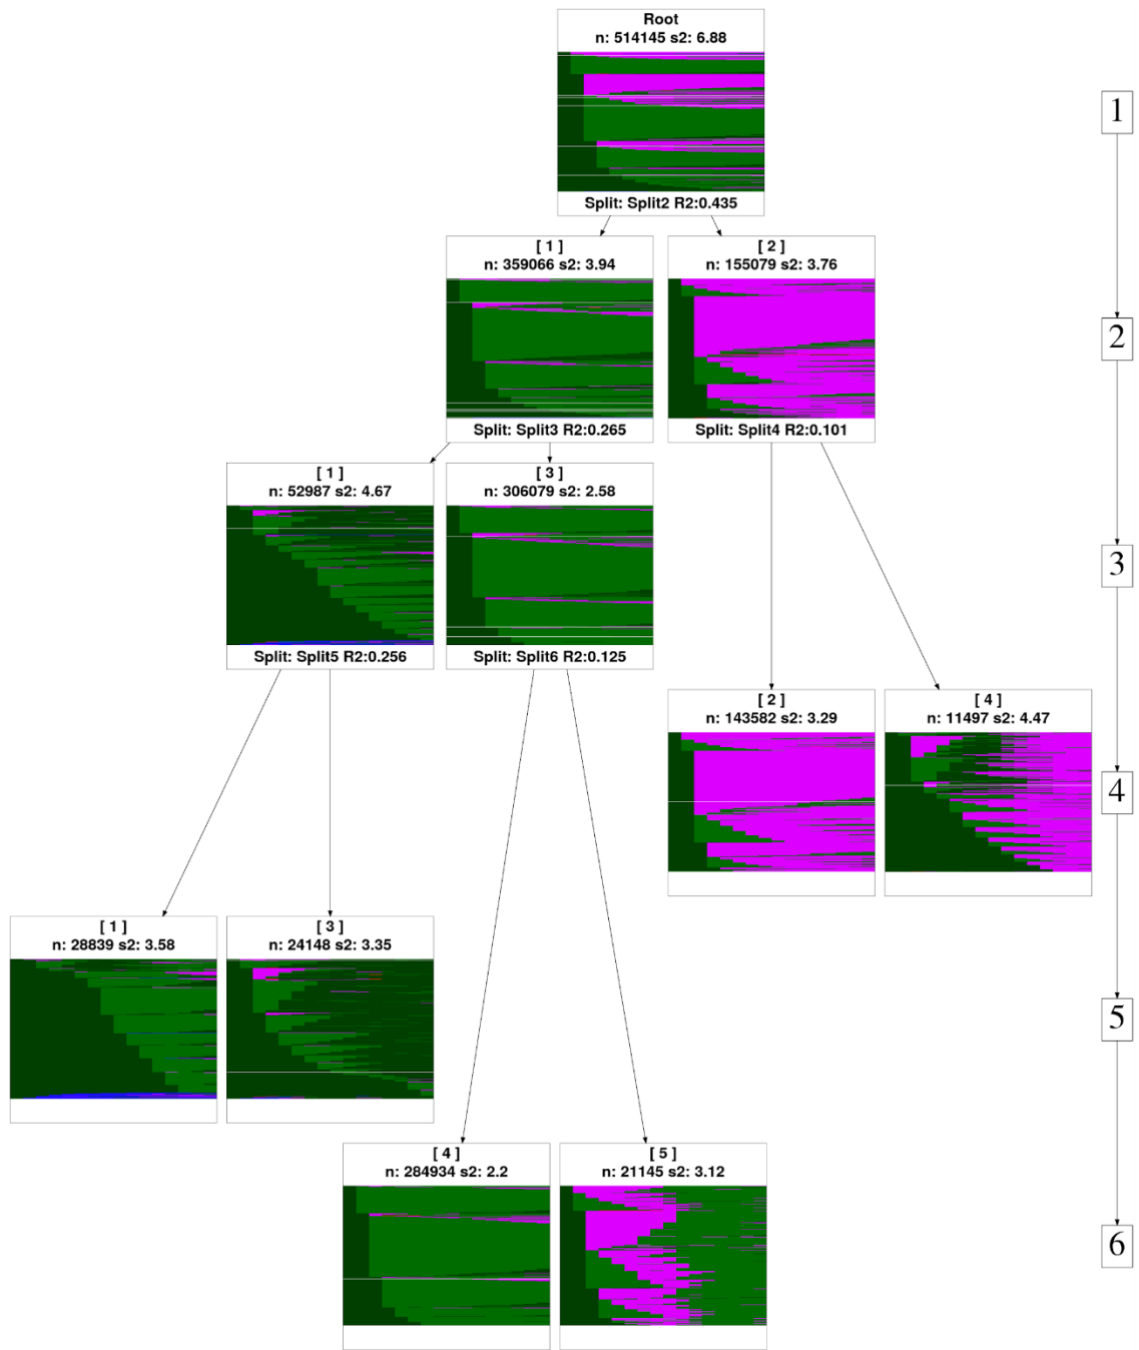 Root
n: 514145 s2: 6.88
Split: Split2 R2:0.435
1
[ 1 ]
n: 359066 s2: 3.94
Split: Split3 R2:0.265
[ 2 ]
n: 155079 s2: 3.76
Split: Split4 R2:0.101
2
[ 1 ]
n: 52987 s2: 4.67
Split: Split5 R2:0.256
[ 3 ]
n: 306079 s2: 2.58
Split: Split6 R2:0.125
3
[ 2 ]
n: 143582 s2: 3.29
[ 4 ]
n: 11497 s2: 4.47
4
[ 1 ]
n: 28839 s2: 3.58
[ 3 ]
n: 24148 s2: 3.35
5
[ 4 ]
n: 284934 s2: 2.2
[ 5 ]
n: 21145 s2: 3.12
6